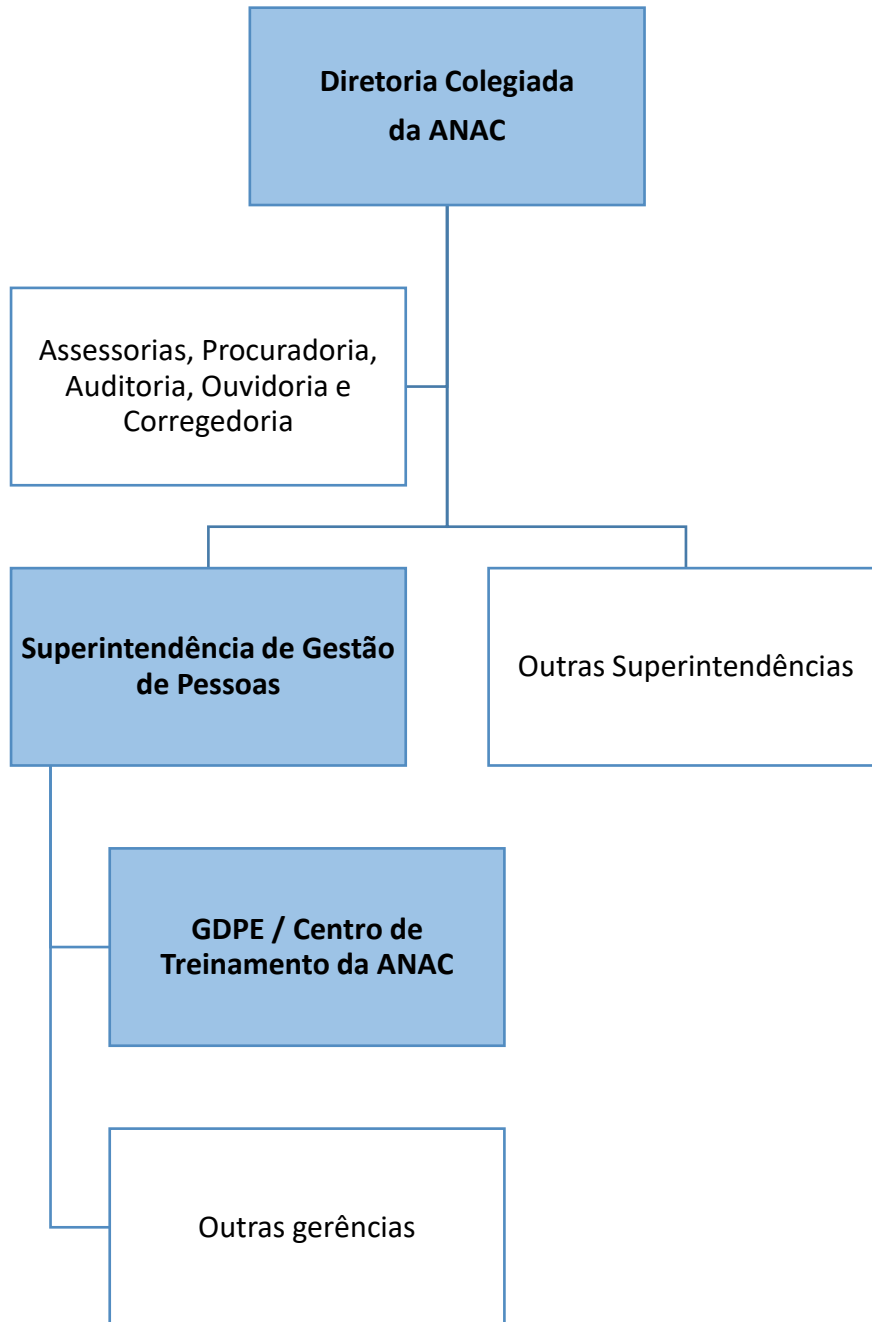 Diretoria Colegiada
da ANAC
Assessorias, Procuradoria,
Auditoria, Ouvidoria e
Corregedoria
Superintendência de Gestão
de Pessoas
Outras Superintendências
GDPE / Centro de
Treinamento da ANAC
Outras gerências